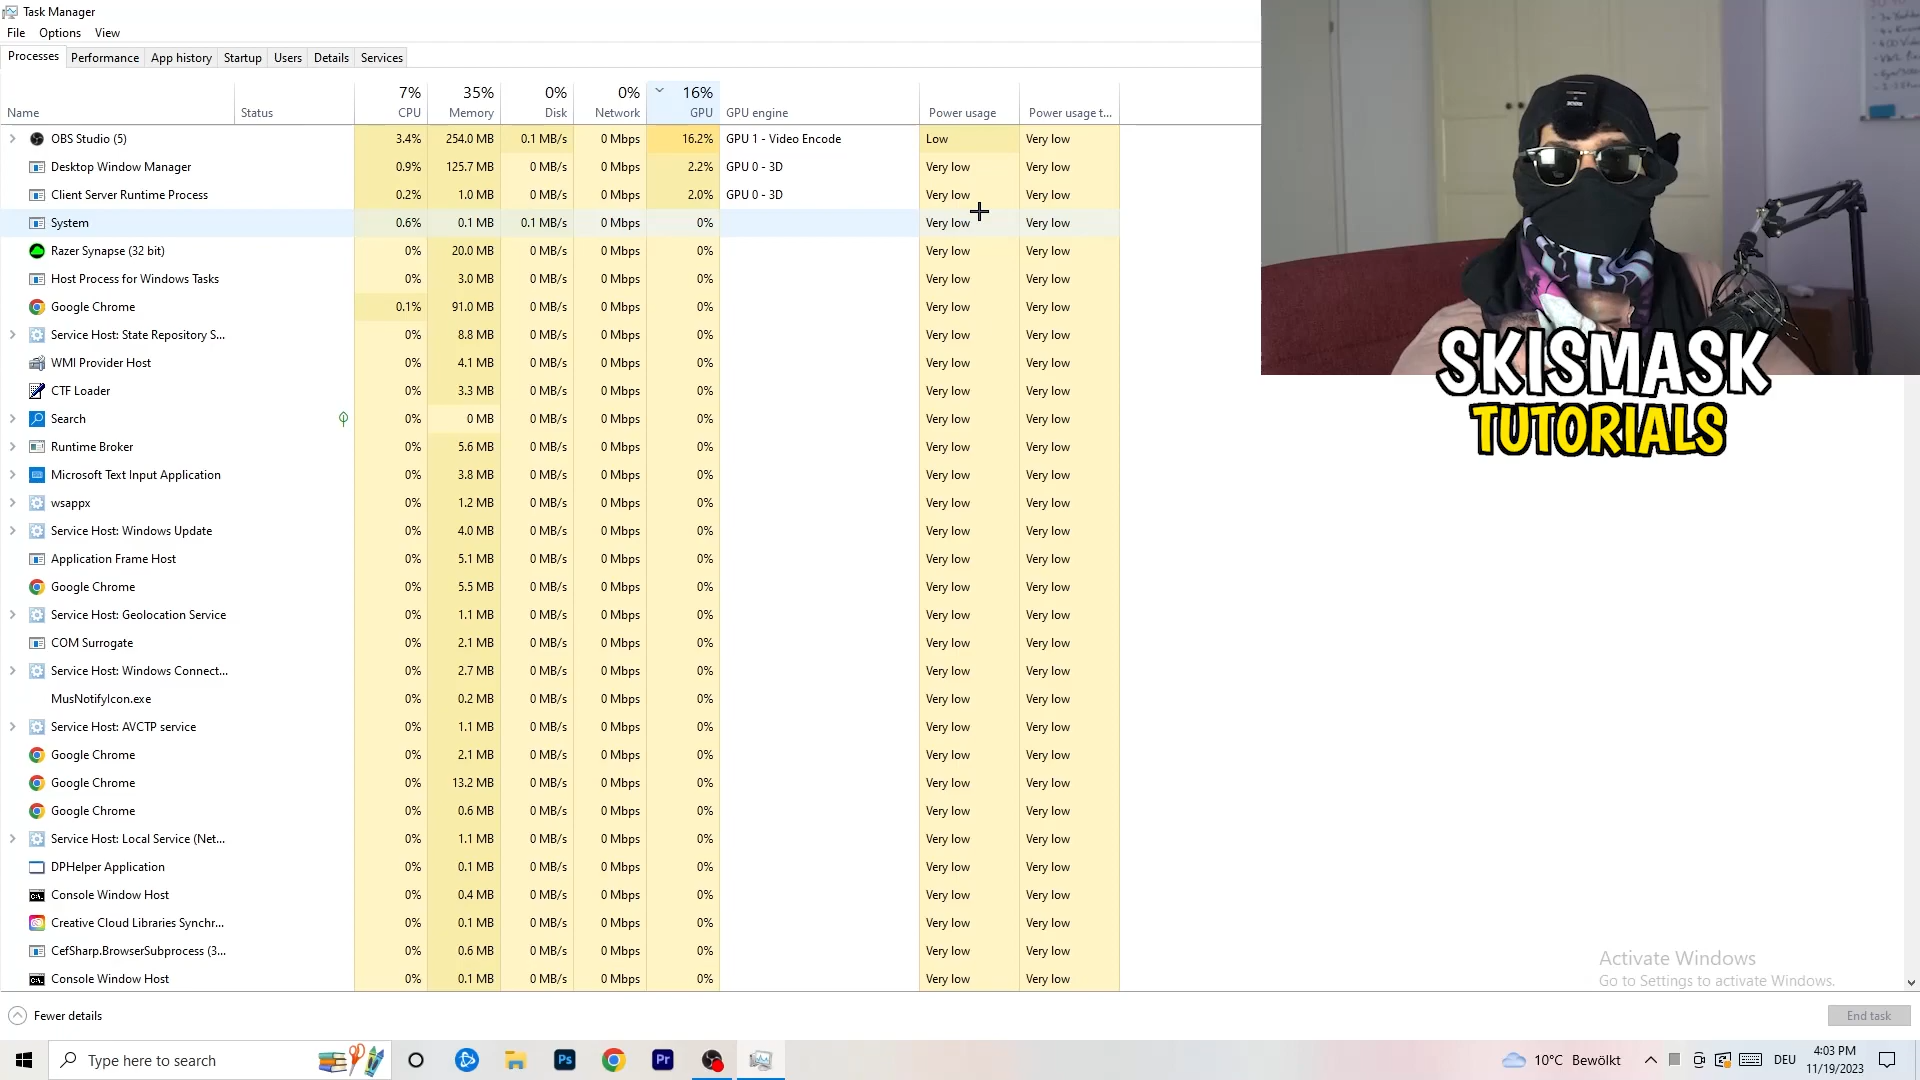 Task Manager
File Options View
Processes Performance App history Startup Users Details Services
7% 35% 0% 0% 16%
Name Status CPU Memory Disk Network GPU GPU engine Power usage Power usage t...
OBS Studio (5) 3.4% 254.0 MB 0.1 MB/s 0 Mbps 16.2% GPU 1 - Video Encode Low Very low
Desktop Window Manager 0.9% 125.7 MB 0 MB/s 0 Mbps 2.2% GPU 0 - 3D Very low Very low
Client Server Runtime Process 0.2% 1.0 MB 0 MB/s 0 Mbps 2.0% GPU 0 - 3D Very low Very low
System 0.6% 0.1 MB 0.1 MB/s 0 Mbps 0% Very low Very low
Razer Synapse (32 bit) 0% 20.0 MB 0 MB/s 0 Mbps 0% Very low Very low
Host Process for Windows Tasks 0% 3.0 MB 0 MB/s 0 Mbps 0% Very low Very low
Google Chrome 0.1% 91.0 MB 0 MB/s 0 Mbps 0% Very low Very low
Service Host: State Repository S... 0% 8.8 MB 0 MB/s 0 Mbps 0% Very low Very low
WMI Provider Host 0% 4.1 MB 0 MB/s 0 Mbps 0% Very low Very low
CTF Loader 0% 3.3 MB 0 MB/s 0 Mbps 0% Very low Very low
Search 0% 0 MB 0 MB/s 0 Mbps 0% Very low Very low
Runtime Broker 0% 5.6 MB 0 MB/s 0 Mbps 0% Very low Very low
Microsoft Text Input Application 0% 3.8 MB 0 MB/s 0 Mbps 0% Very low Very low
wsappx 0% 1.2 MB 0 MB/s 0 Mbps 0% Very low Very low
Service Host: Windows Update 0% 4.0 MB 0 MB/s 0 Mbps 0% Very low Very low
Application Frame Host 0% 5.1 MB 0 MB/s 0 Mbps 0% Very low Very low
Google Chrome 0% 5.5 MB 0 MB/s 0 Mbps 0% Very low Very low
Service Host: Geolocation Service 0% 1.1 MB 0 MB/s 0 Mbps 0% Very low Very low
COM Surrogate 0% 2.1 MB 0 MB/s 0 Mbps 0% Very low Very low
Service Host: Windows Connect... 0% 2.7 MB 0 MB/s 0 Mbps 0% Very low Very low
MusNotifyIcon.exe 0% 0.2 MB 0 MB/s 0 Mbps 0% Very low Very low
Service Host: AVCTP service 0% 1.1 MB 0 MB/s 0 Mbps 0% Very low Very low
Google Chrome 0% 2.1 MB 0 MB/s 0 Mbps 0% Very low Very low
Google Chrome 0% 13.2 MB 0 MB/s 0 Mbps 0% Very low Very low
Google Chrome 0% 0.6 MB 0 MB/s 0 Mbps 0% Very low Very low
Service Host: Local Service (Net... 0% 1.1 MB 0 MB/s 0 Mbps 0% Very low Very low
DPHelper Application 0% 0.1 MB 0 MB/s 0 Mbps 0% Very low Very low
Console Window Host 0% 0.4 MB 0 MB/s 0 Mbps 0% Very low Very low
Creative Cloud Libraries Synchr... 0% 0.1 MB 0 MB/s 0 Mbps 0% Very low Very low
CefSharp.BrowserSubprocess (3... 0% 0.6 MB 0 MB/s 0 Mbps 0% Very low Very low
Console Window Host 0% 0.1 MB 0 MB/s 0 Mbps 0% Very low Very low
SKISMASK
TUTORIALS
Activate Windows
Go to Settings to activate Windows.
Fewer details End task
Type here to search Ps Pr 10°C Bewölkt DEU 4:03 PM
11/19/2023